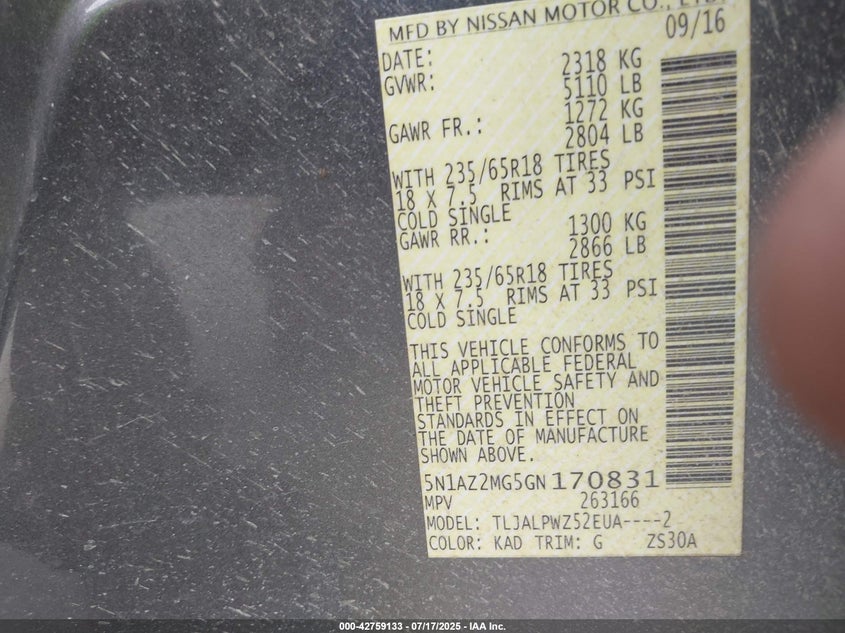 MFD BY NISSAN MOTOR CO., LTD.
DATE: 09/16
GVWR: 2318 KG
5110 LB
GAWR FR.: 1272 KG
2804 LB
WITH 235/65R18 TIRES
18 X 7.5 RIMS AT 33 PSI
COLD SINGLE
GAWR RR.: 1300 KG
2866 LB
WITH 235/65R18 TIRES
18 X 7.5 RIMS AT 33 PSI
COLD SINGLE
THIS VEHICLE CONFORMS TO
ALL APPLICABLE FEDERAL
MOTOR VEHICLE SAFETY AND
THEFT PREVENTION
STANDARDS IN EFFECT ON
THE DATE OF MANUFACTURE
SHOWN ABOVE.
5N1AZ2MG5GN170831
MPV 263166
MODEL: TLJALPWZ52EUA----2
COLOR: KAD TRIM: G ZS30A
000-42759133 - 07/17/2025 - IAA Inc.